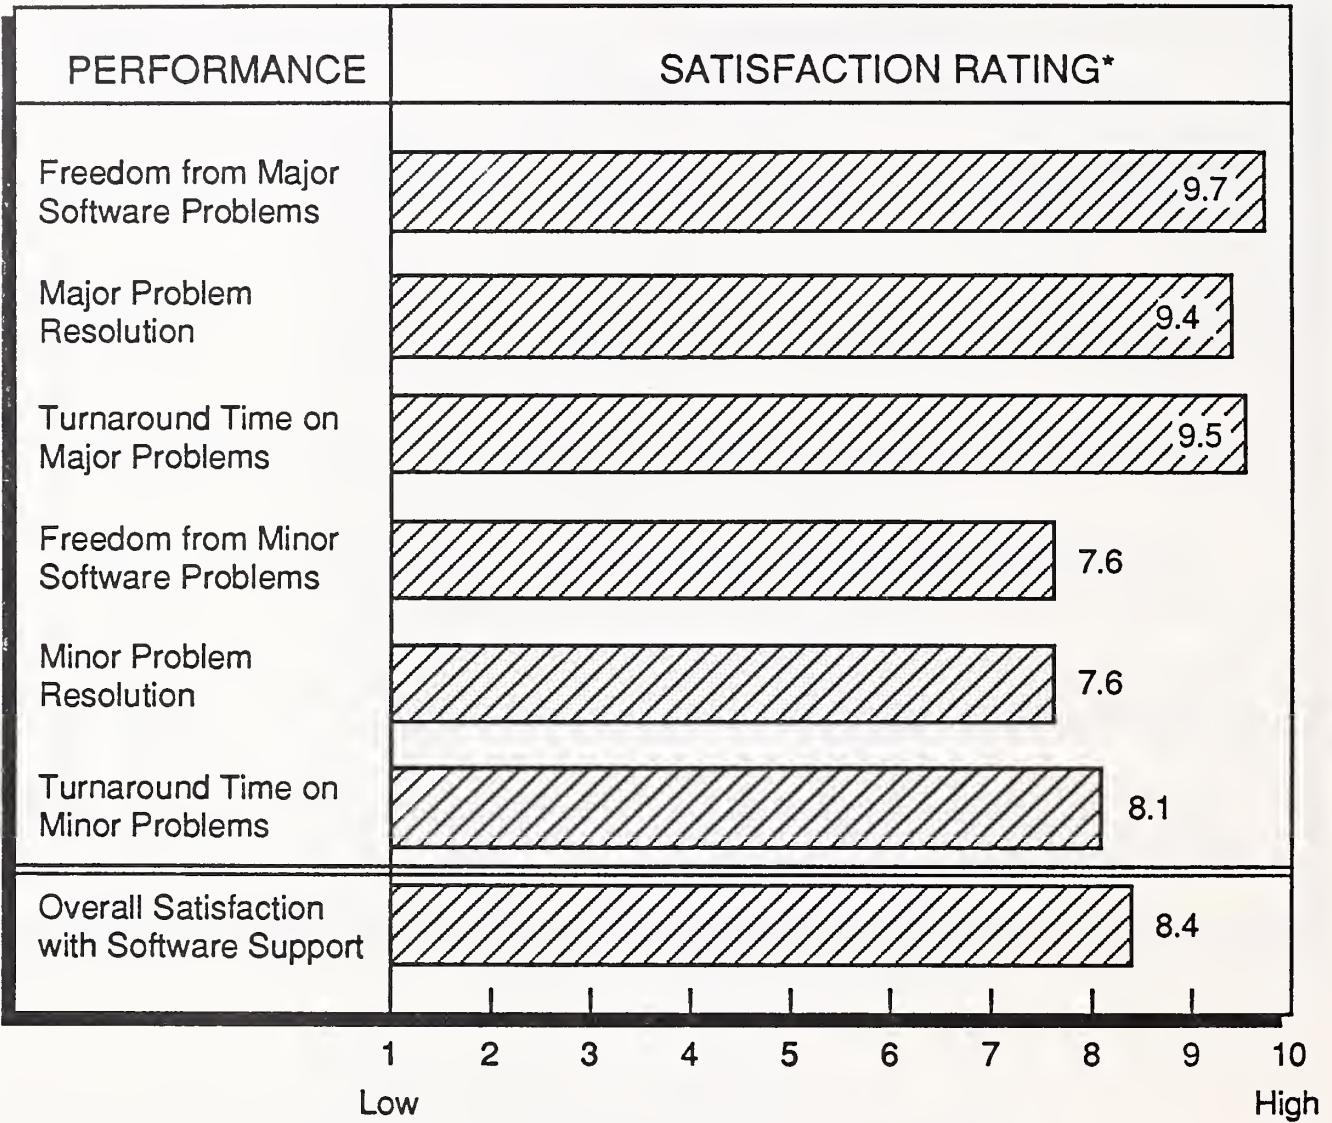 PERFORMANCE
SATISFACTION RATING*
Freedom from Major
Software Problems
9.7
Major Problem
Resolution
9.4
Turnaround Time on
Major Problems
9.5
Freedom from Minor
Software Problems
7.6
Minor Problem
Resolution
7.6
Turnaround Time on
Minor Problems
8.1
Overall Satisfaction
with Software Support
8.4
1 2 3 4 5 6 7 8 9 10
Low High